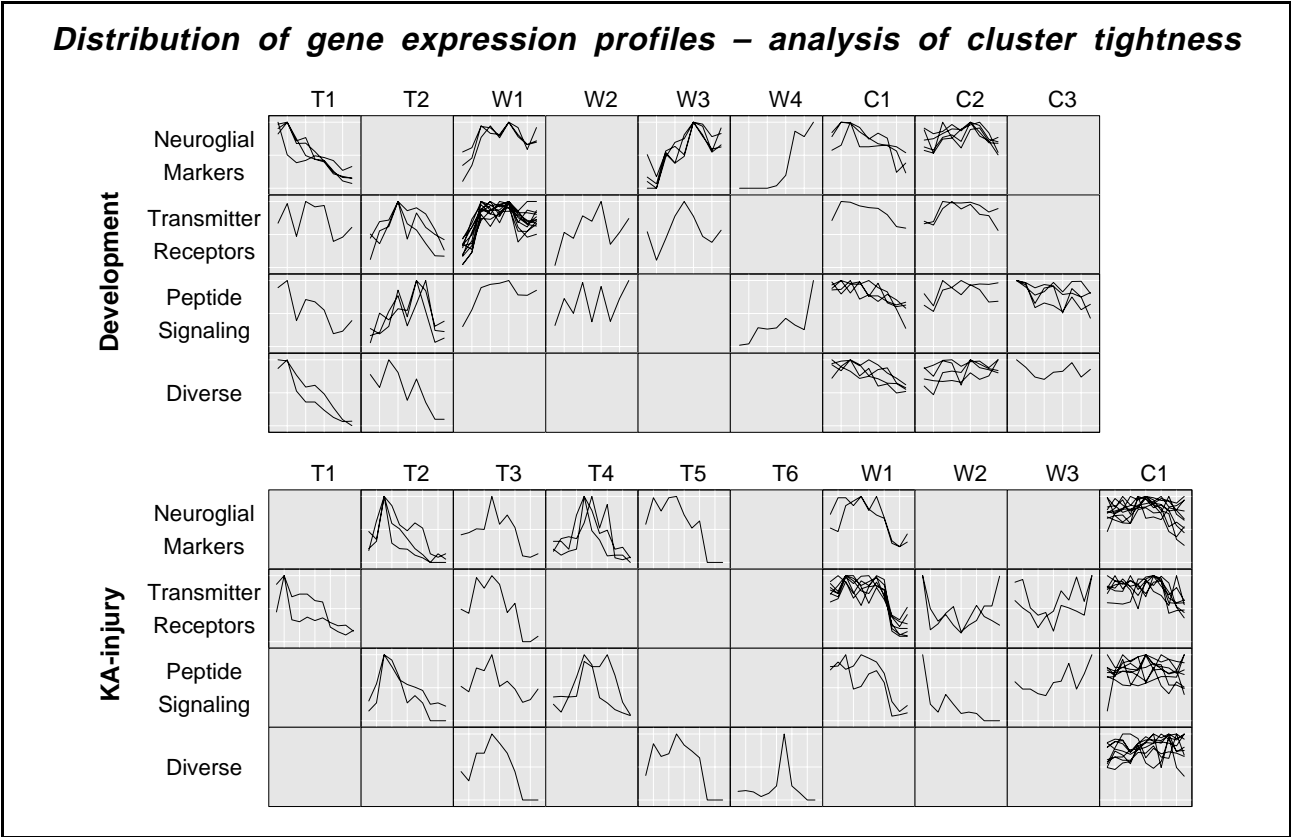 Distribution of gene expression profiles – analysis of cluster tightness
T1 T2 W1 W2 W3 W4 C1 C2 C3
Development
Neuroglial
Markers
Transmitter
Receptors
Peptide
Signaling
Diverse
T1 T2 T3 T4 T5 T6 W1 W2 W3 C1
KA-injury
Neuroglial
Markers
Transmitter
Receptors
Peptide
Signaling
Diverse